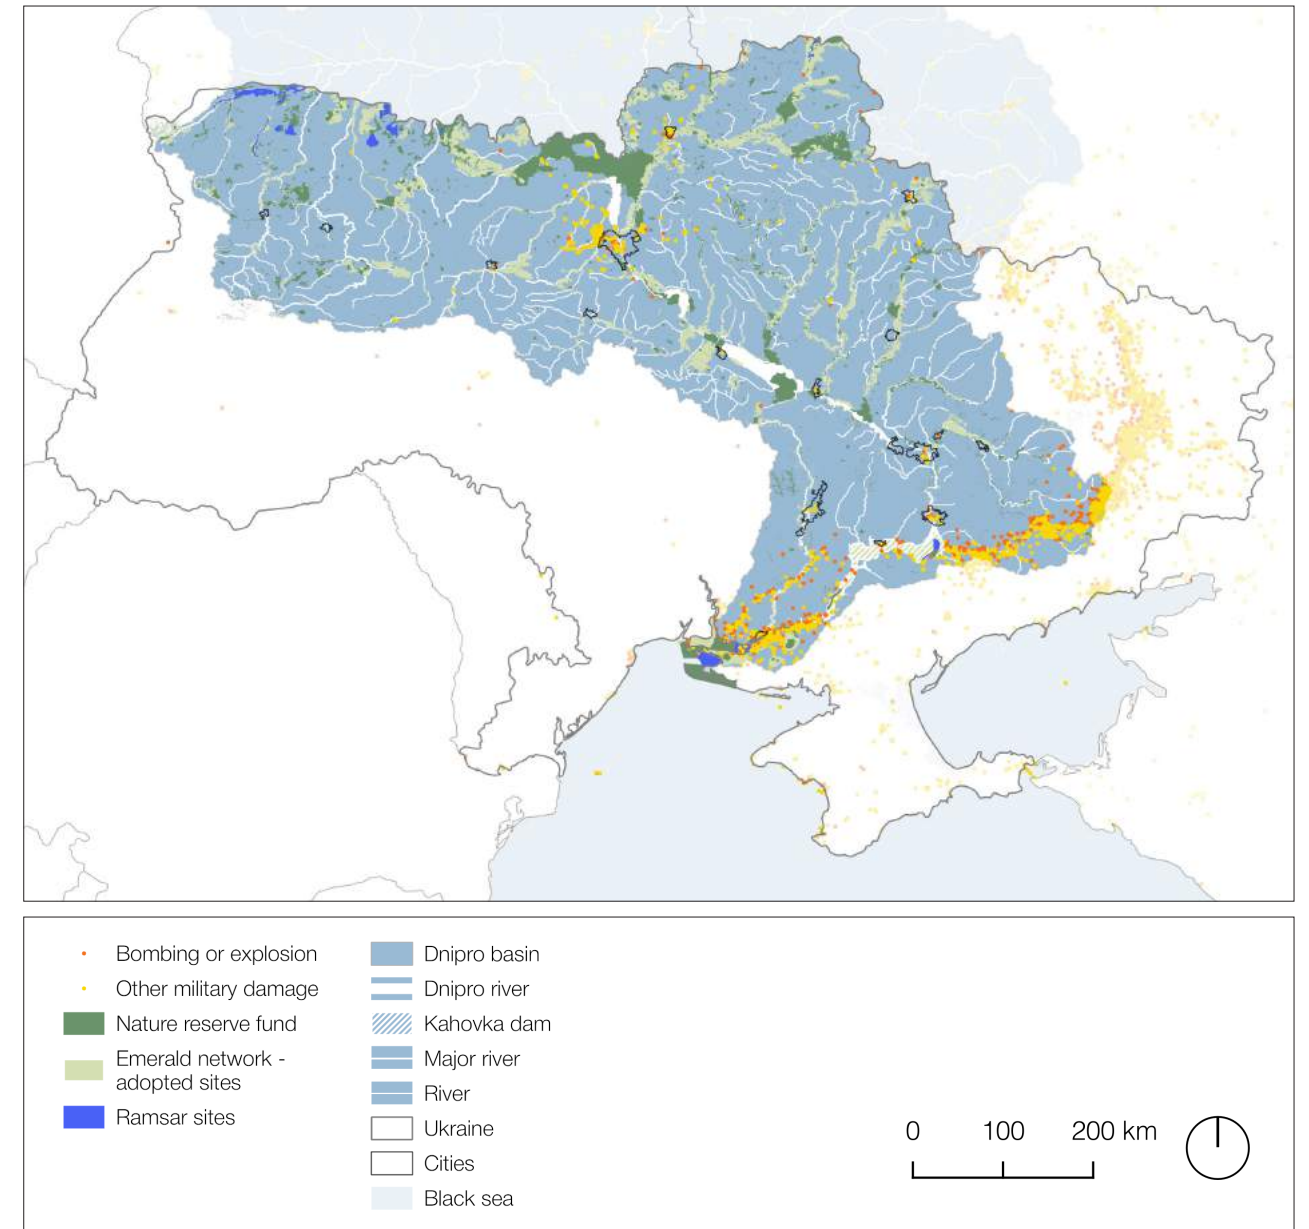 Bombing or explosion
Other military damage
Nature reserve fund
Emerald network -
adopted sites
Ramsar sites
Dnipro basin
Dnipro river
Kahovka dam
Major river
River
Ukraine
Cities
Black sea
0 100 200 km